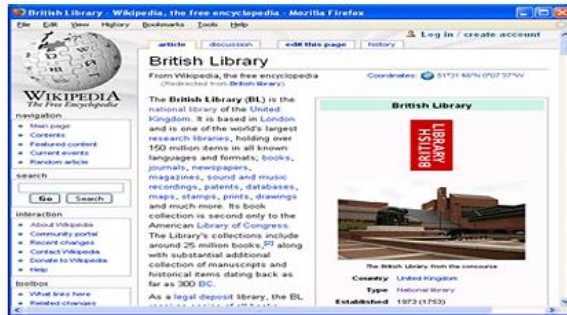 British Library - Wikipedia, the free encyclopedia - Mozilla Firefox
File Edit View History Bookmarks Tools Help
Log in / create account
article discussion edit this page history
WIKIPEDIA
The Free Encyclopedia
navigation
Main page
Contents
Featured content
Current events
Random article
search
Go Search
interaction
About Wikipedia
Community portal
Recent changes
Contact Wikipedia
Donate to Wikipedia
Help
toolbox
What links here
Related changes
British Library
From Wikipedia, the free encyclopedia
(Redirected from British library)
Coordinates:
The British Library (BL) is the
national library of the United
Kingdom. It is based in London
and is one of the world's largest
research libraries, holding over
150 million items in all known
languages and formats; books,
journals, newspapers,
magazines, sound and music
recordings, patents, databases,
maps, stamps, prints, drawings
and much more. Its book
collection is second only to the
American Library of Congress.
The Library's collections include
around 25 million books,[2] along
with substantial additional
collection of manuscripts and
historical items dating back as
far as 300 BC.
As a legal deposit library, the BL
British Library
BRITISH
LIBRARY
The British Library from the concourse
Country United Kingdom
Type National library
Established 1973 (1753)